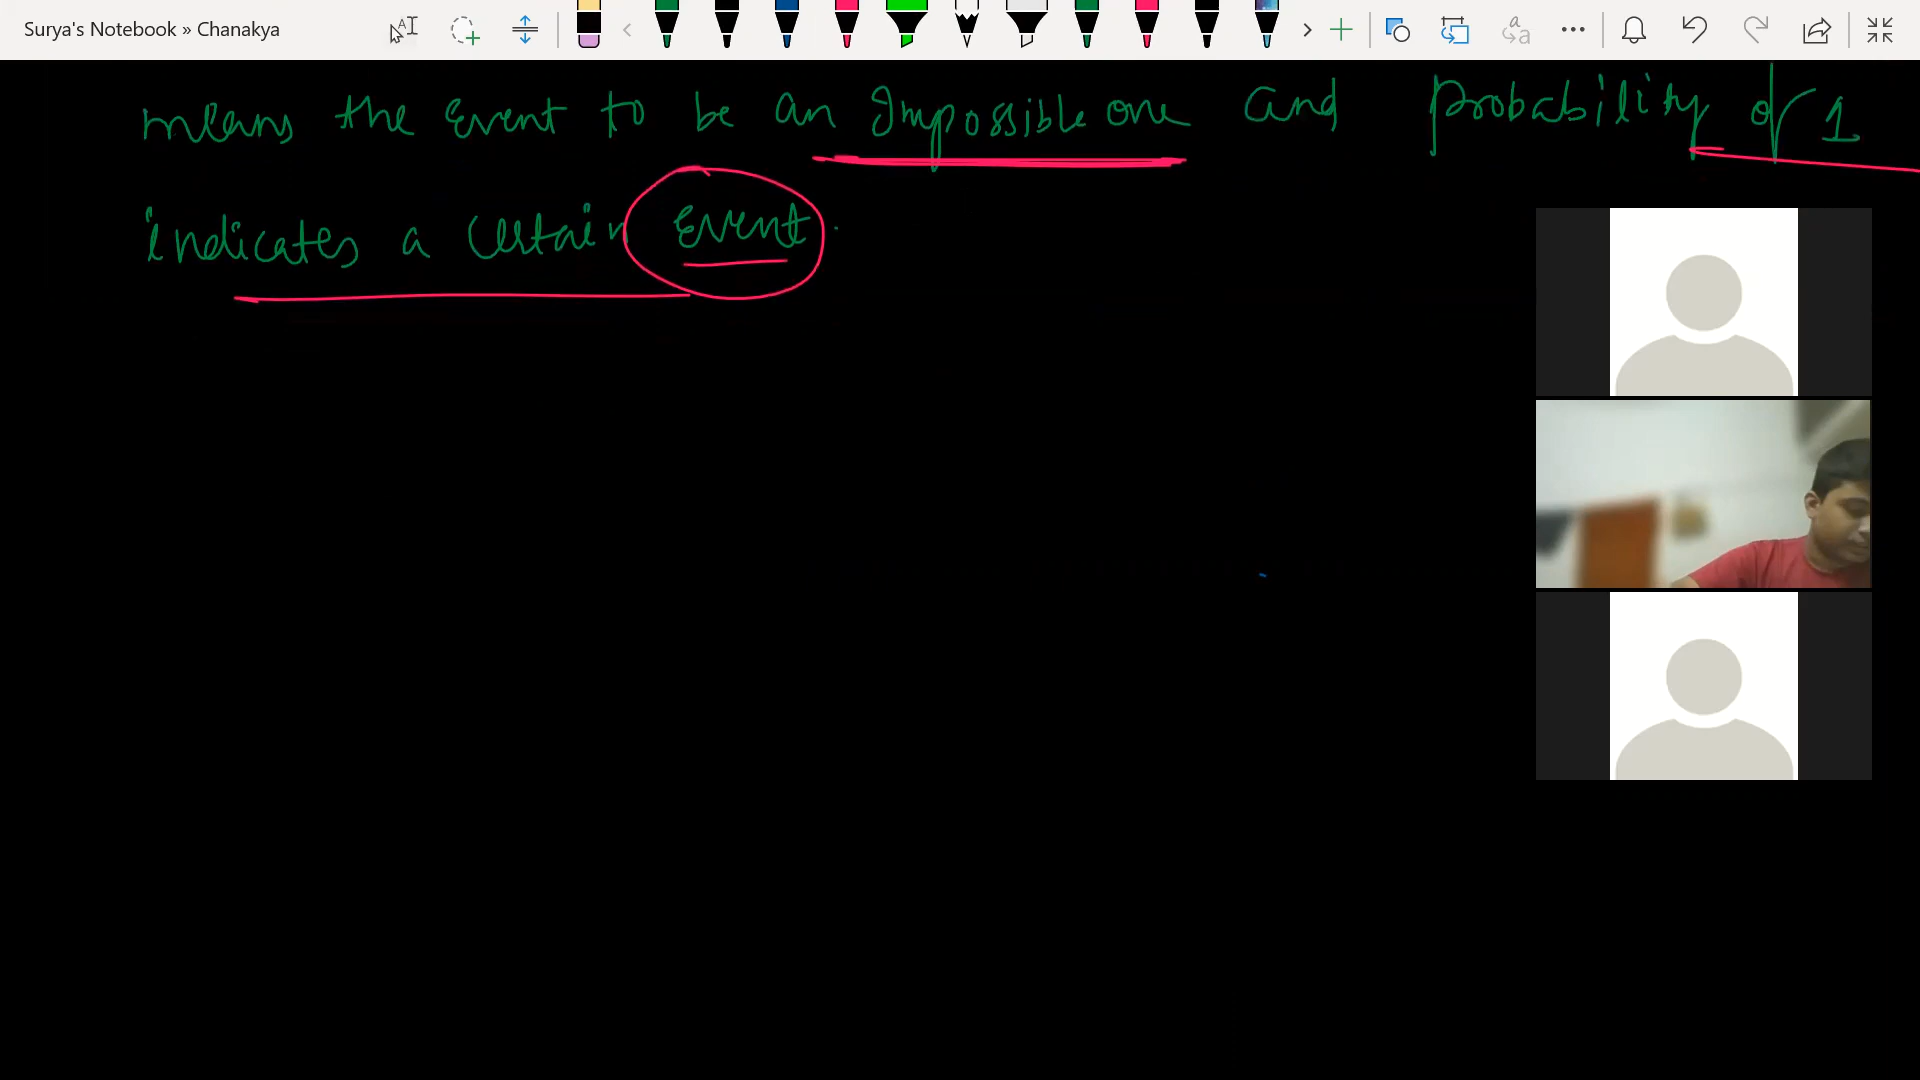 Surya's Notebook » Chanakya
means the Event to be an Impossible one and probability of 1
indicates a certain Event.